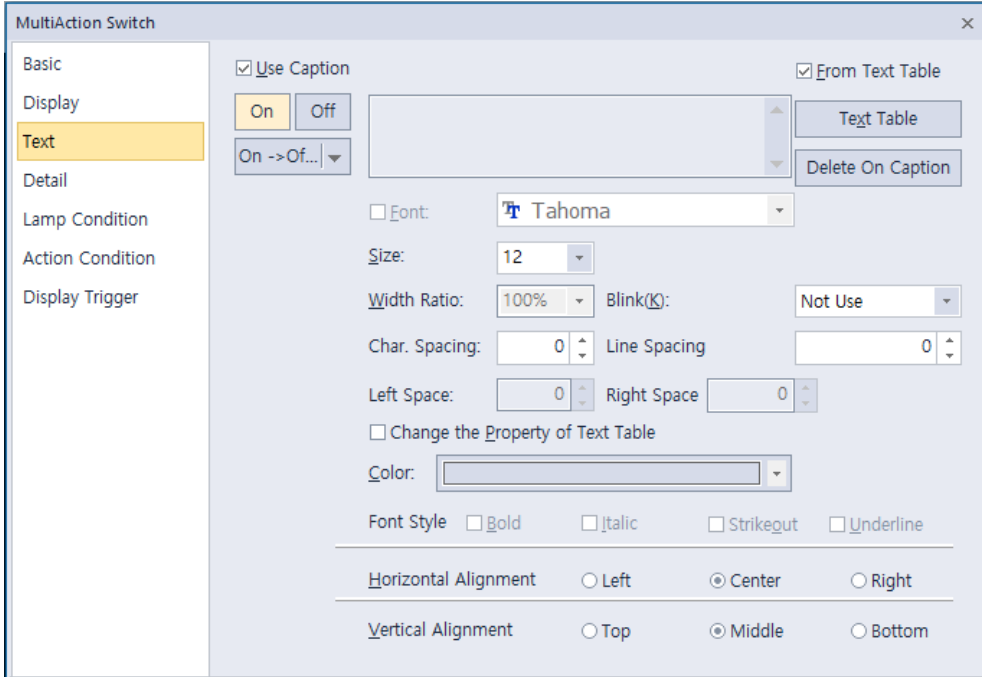 MultiAction Switch
Basic
Display
Text
Detail
Lamp Condition
Action Condition
Display Trigger
Use Caption
From Text Table
On Off
Text Table
On ->Of...
Delete On Caption
Font: Tahoma
Size: 12
Width Ratio: 100% Blink(K): Not Use
Char. Spacing: 0 Line Spacing 0
Left Space: 0 Right Space 0
Change the Property of Text Table
Color:
Font Style Bold Italic Strikeout Underline
Horizontal Alignment Left Center Right
Vertical Alignment Top Middle Bottom